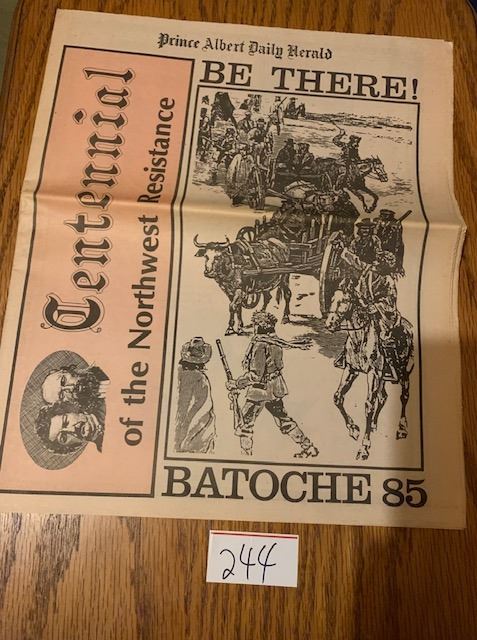 Prince Albert Daily Herald
BE THERE!
Centennial
of the Northwest Resistance
BATOCHE 85
244